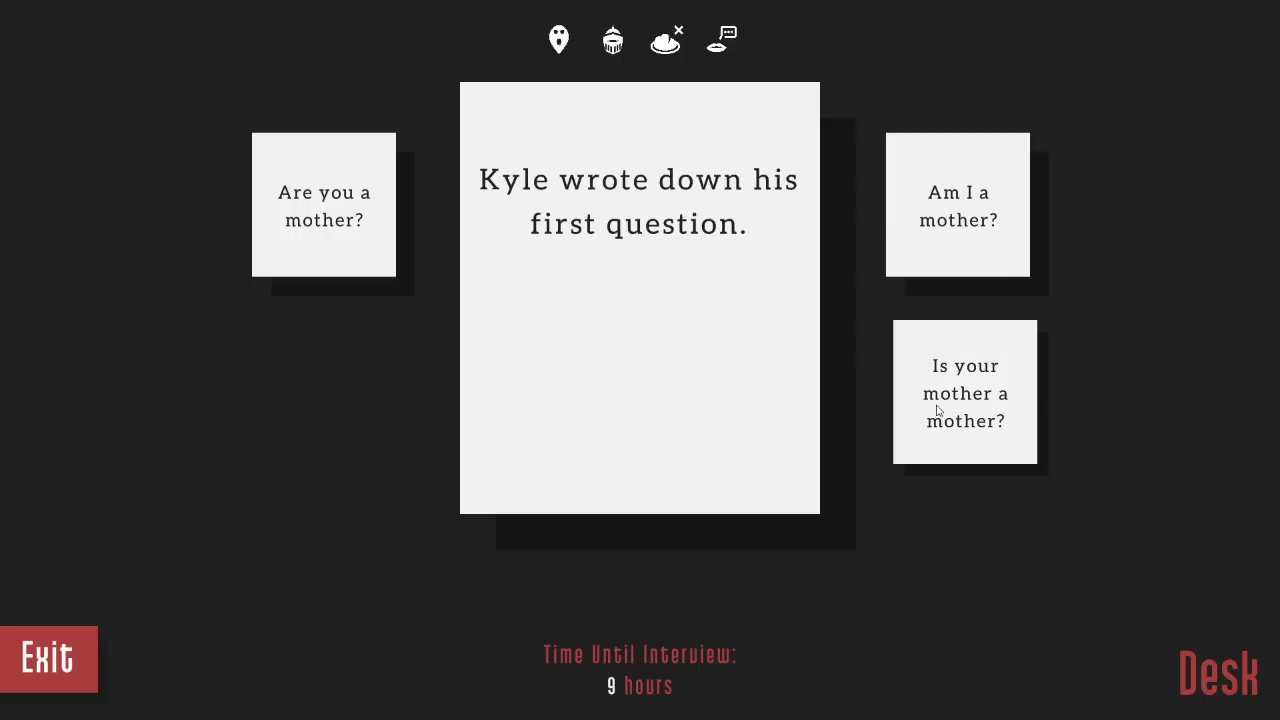 Are you a
mother?
Kyle wrote down his
first question.
Am I a
mother?
Is your
mother a
mother?
Exit
Time Until Interview:
9 hours
Desk